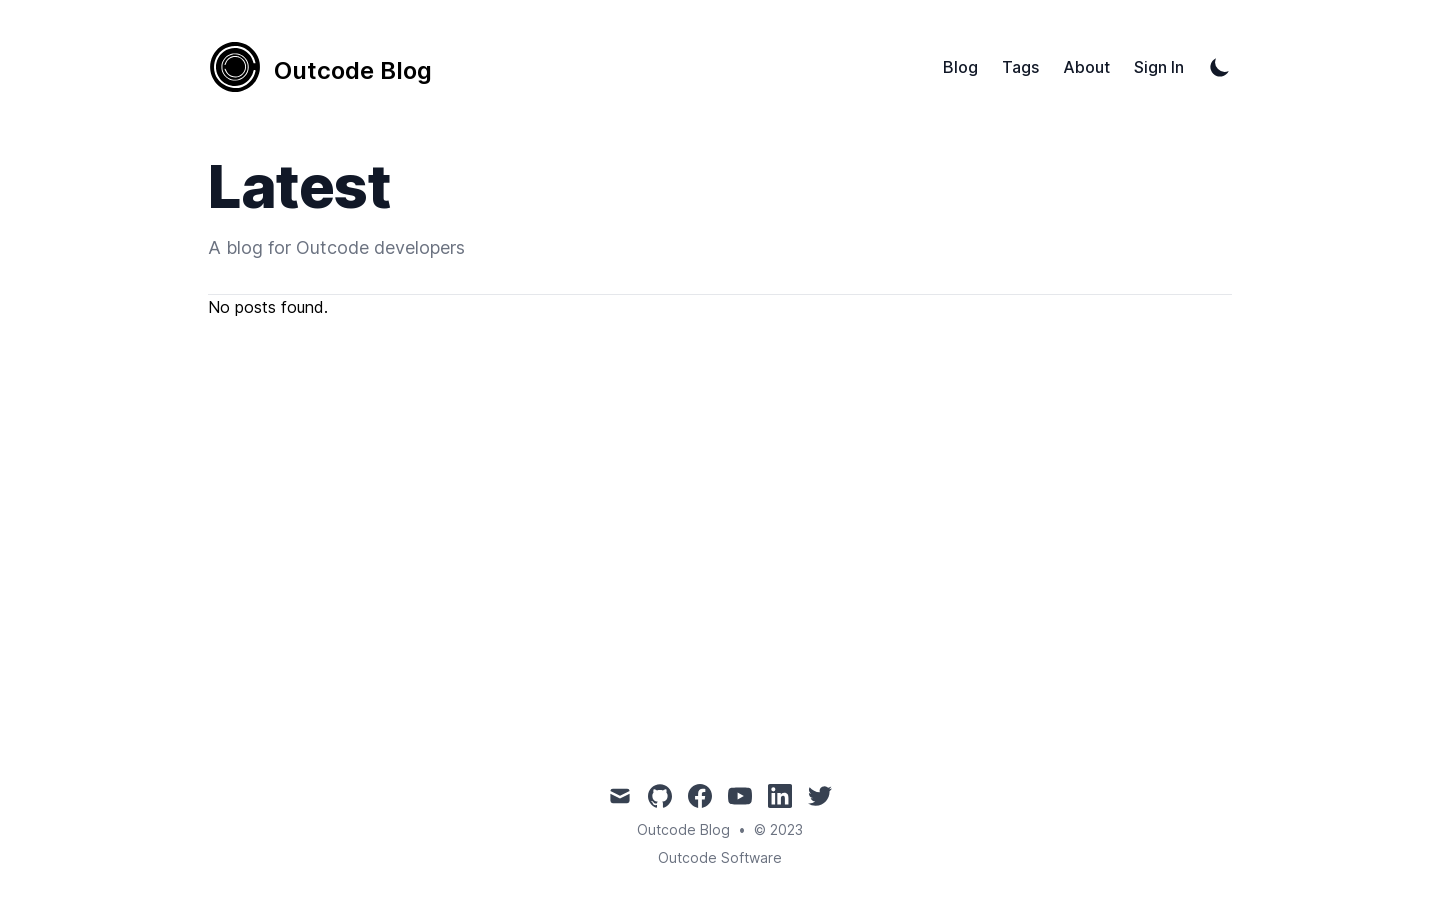 Outcode Blog
Blog Tags About Sign In
Latest
A blog for Outcode developers
No posts found.
Outcode Blog • © 2023
Outcode Software